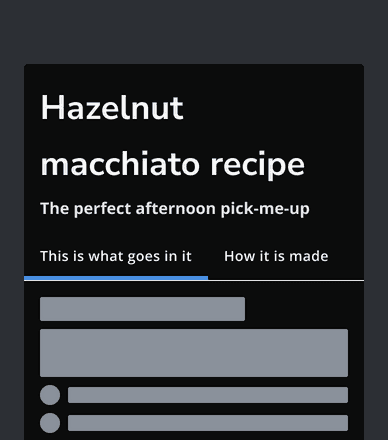 Hazelnut
macchiato recipe
The perfect afternoon pick-me-up
This is what goes in it
How it is made